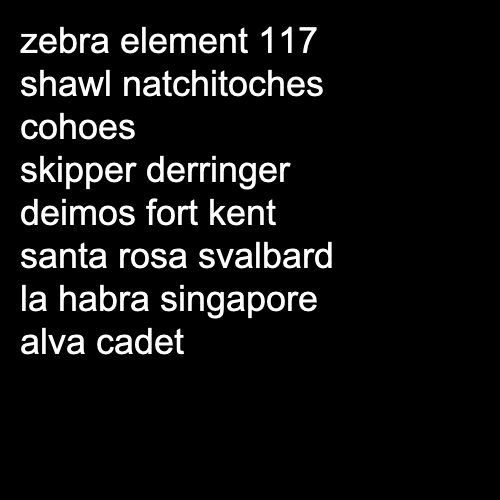 zebra element 117
shawl natchitoches
cohoes
skipper derringer
deimos fort kent
santa rosa svalbard
la habra singapore
alva cadet